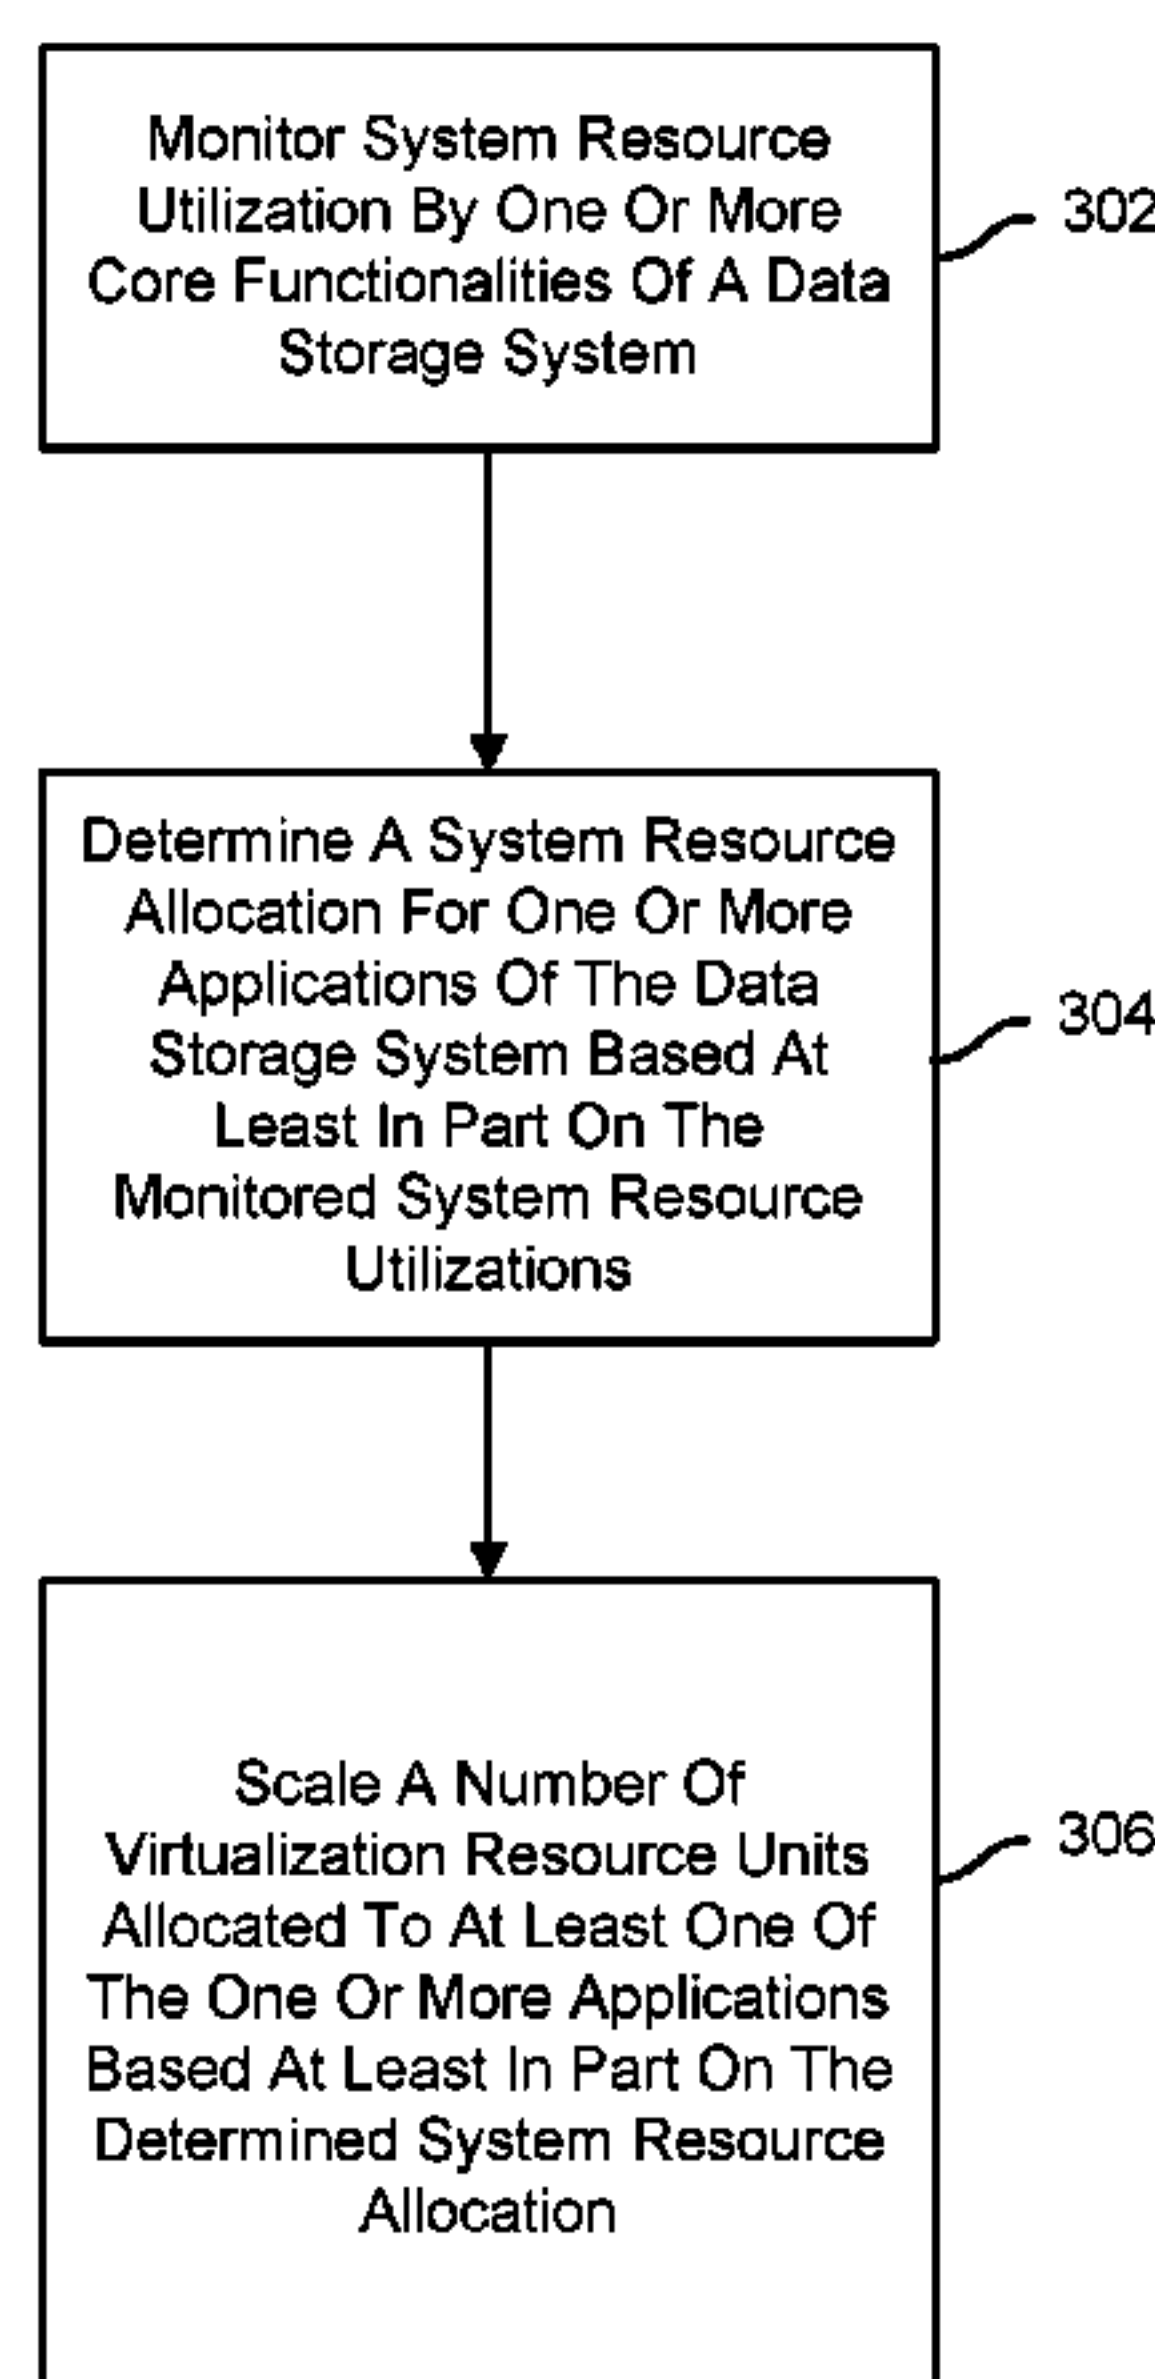 Monitor System Resource
Utilization By One Or More
Core Functionalities Of A Data
Storage System
302
Determine A System Resource
Allocation For One Or More
Applications Of The Data
Storage System Based At
Least In Part On The
Monitored System Resource
Utilizations
304
Scale A Number Of
Virtualization Resource Units
Allocated To At Least One Of
The One Or More Applications
Based At Least In Part On The
Determined System Resource
Allocation
306